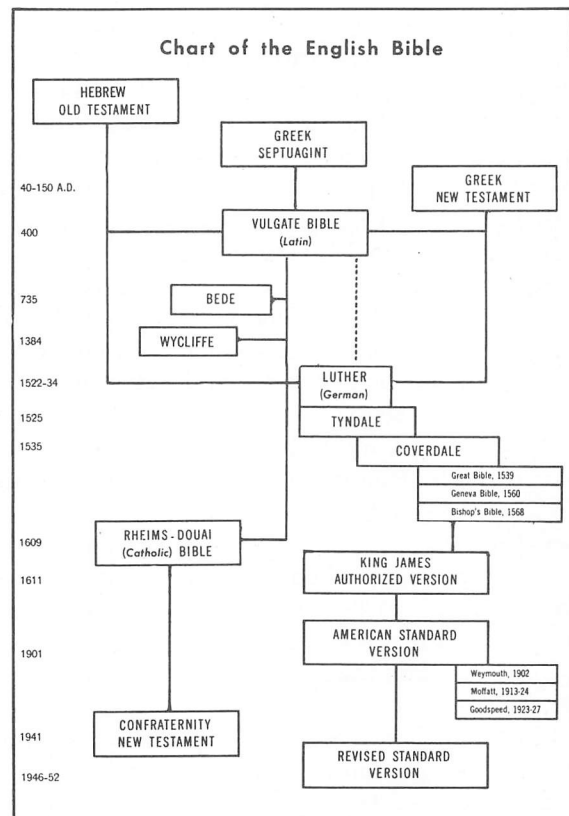 Chart of the English Bible
HEBREW
OLD TESTAMENT
GREEK
SEPTUAGINT
40-150 A.D.
GREEK
NEW TESTAMENT
400
VULGATE BIBLE
(Latin)
735
BEDE
1384
WYCLIFFE
1522-34
LUTHER
(German)
1525
TYNDALE
1535
COVERDALE
Great Bible, 1539
Geneva Bible, 1560
Bishop's Bible, 1568
1609
RHEIMS-DOUAI
(Catholic) BIBLE
1611
KING JAMES
AUTHORIZED VERSION
1901
AMERICAN STANDARD
VERSION
Weymouth, 1902
Moffatt, 1913-24
Goodspeed, 1923-27
1941
CONFRATERNITY
NEW TESTAMENT
1946-52
REVISED STANDARD
VERSION